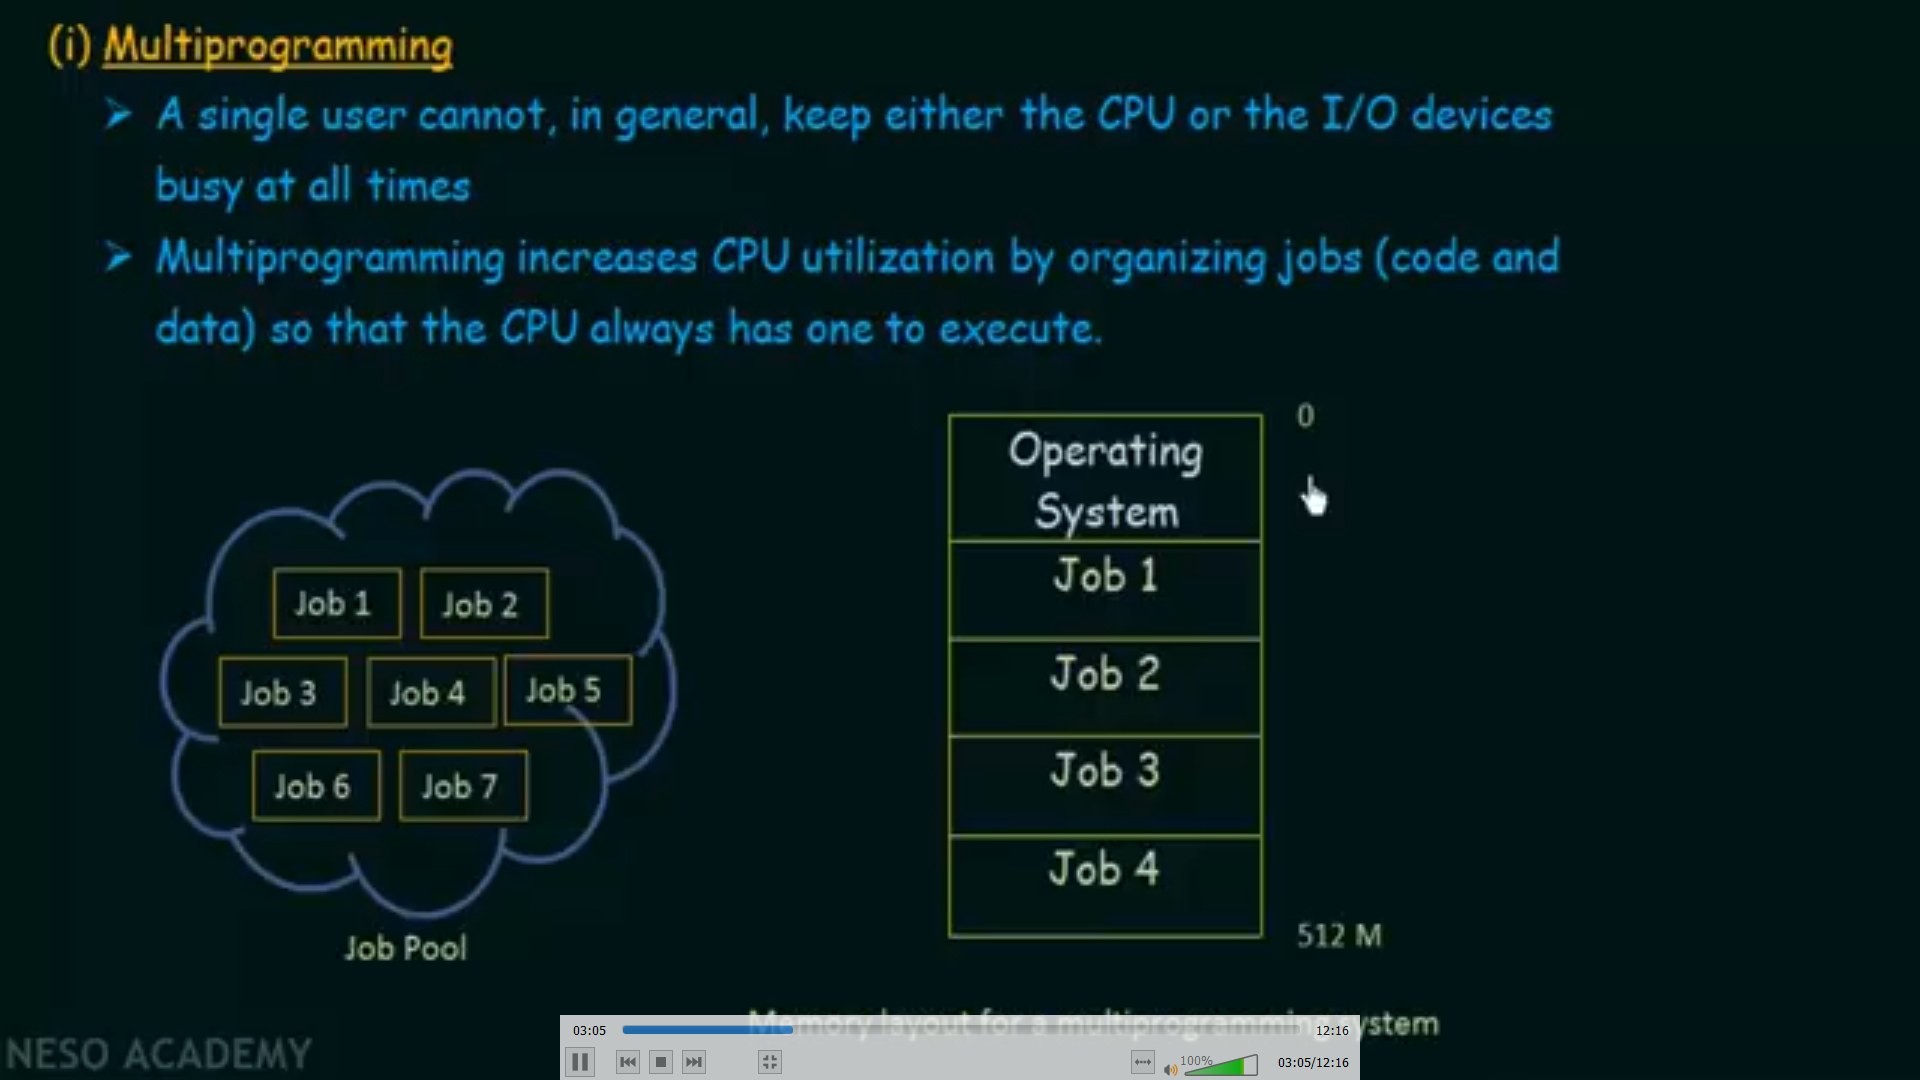 (i) Multiprogramming
➢ A single user cannot, in general, keep either the CPU or the I/O devices
busy at all times
➢ Multiprogramming increases CPU utilization by organizing jobs (code and
data) so that the CPU always has one to execute.
Job 1 Job 2
Job 3 Job 4 Job 5
Job 6 Job 7
Job Pool
0
Operating
System
Job 1
Job 2
Job 3
Job 4
512 M
Memory layout for a multiprogramming system
NESO ACADEMY
03:05 12:16
100% 03:05/12:16